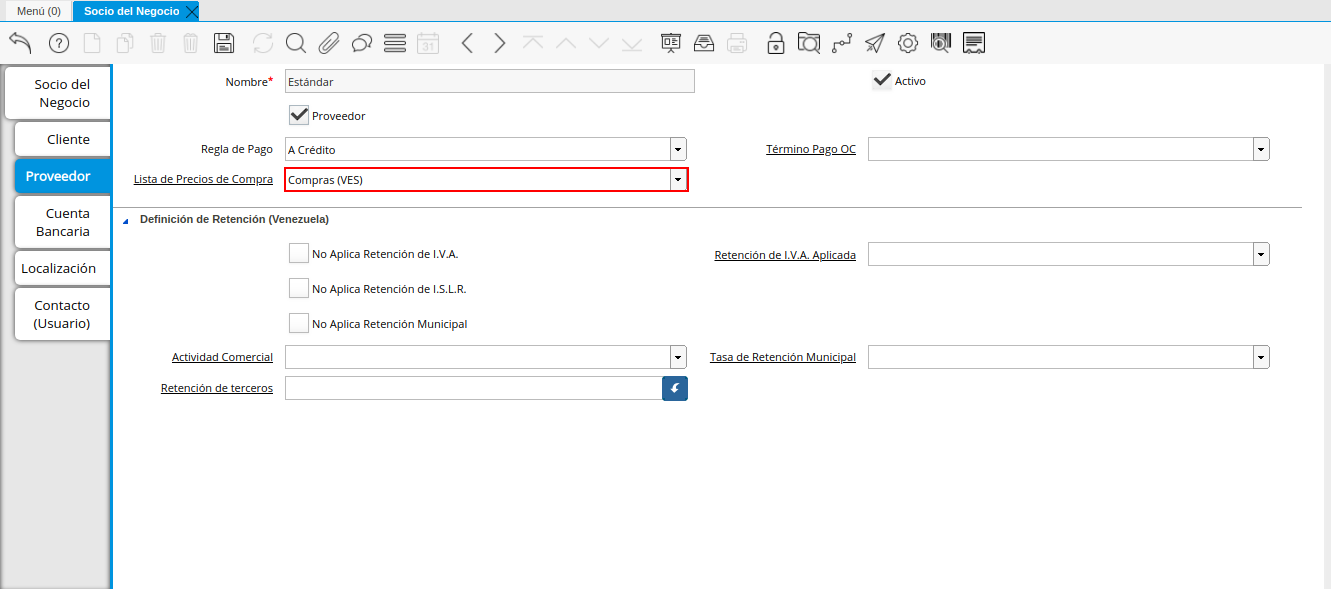 Menú (0)
Socio del Negocio
31
Socio del
Negocio
Cliente
Proveedor
Cuenta
Bancaria
Localización
Contacto
(Usuario)
Nombre* Estándar
Activo
Proveedor
Regla de Pago A Crédito
Término Pago OC
Lista de Precios de Compra Compras (VES)
Definición de Retención (Venezuela)
No Aplica Retención de I.V.A.
Retención de I.V.A. Aplicada
No Aplica Retención de I.S.L.R.
No Aplica Retención Municipal
Actividad Comercial
Tasa de Retención Municipal
Retención de terceros